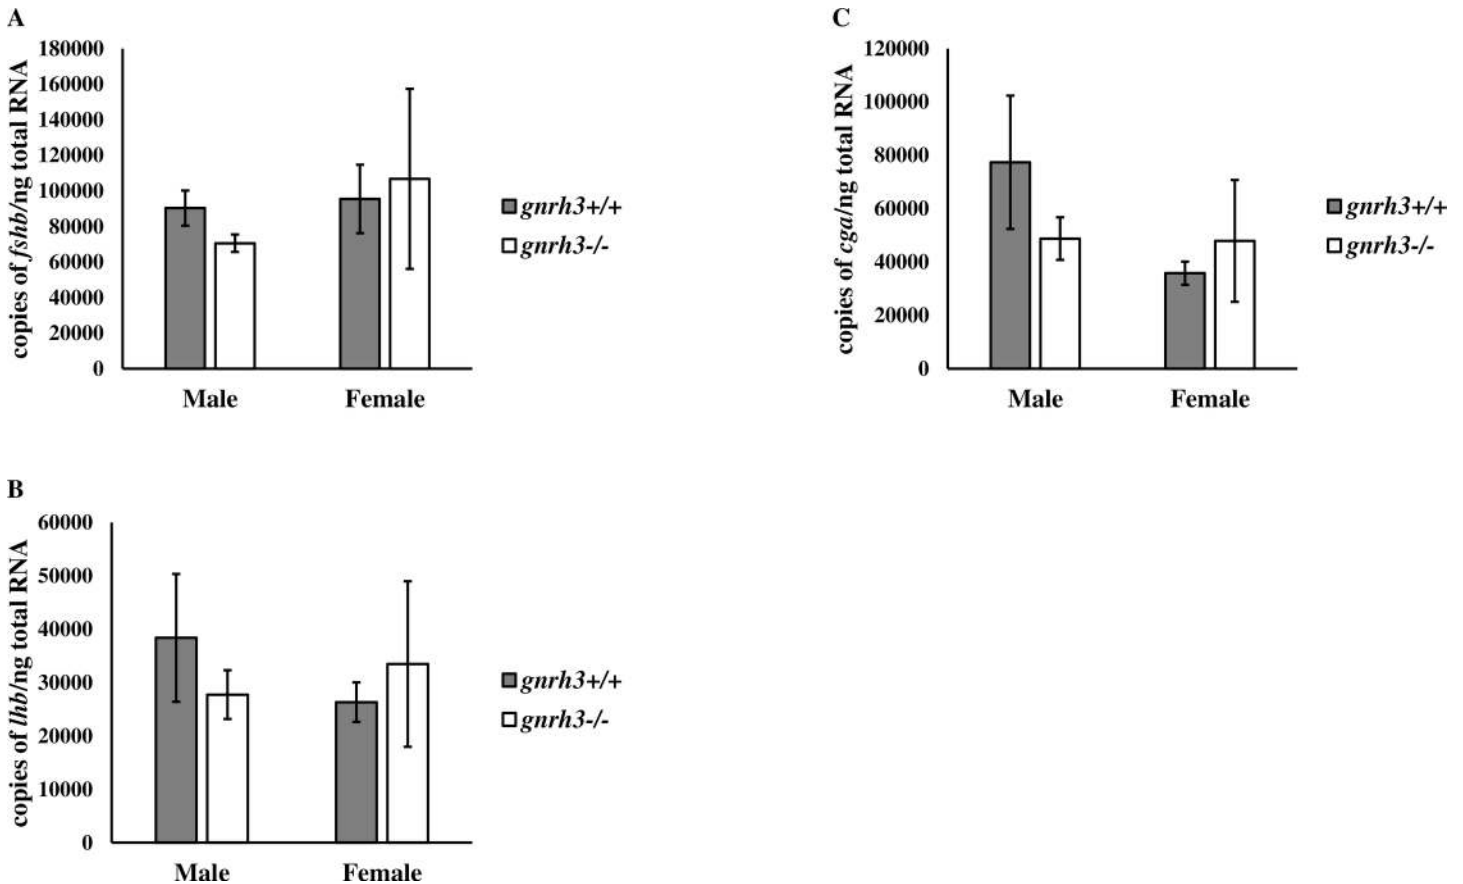 A
copies of fshb/ng total RNA
180000
160000
140000
120000
100000
80000
60000
40000
20000
0
Male Female
gnrh3+/+
gnrh3-/-
C
copies of cga/ng total RNA
120000
100000
80000
60000
40000
20000
0
Male Female
gnrh3+/+
gnrh3-/-
B
copies of lhb/ng total RNA
60000
50000
40000
30000
20000
10000
0
Male Female
gnrh3+/+
gnrh3-/-